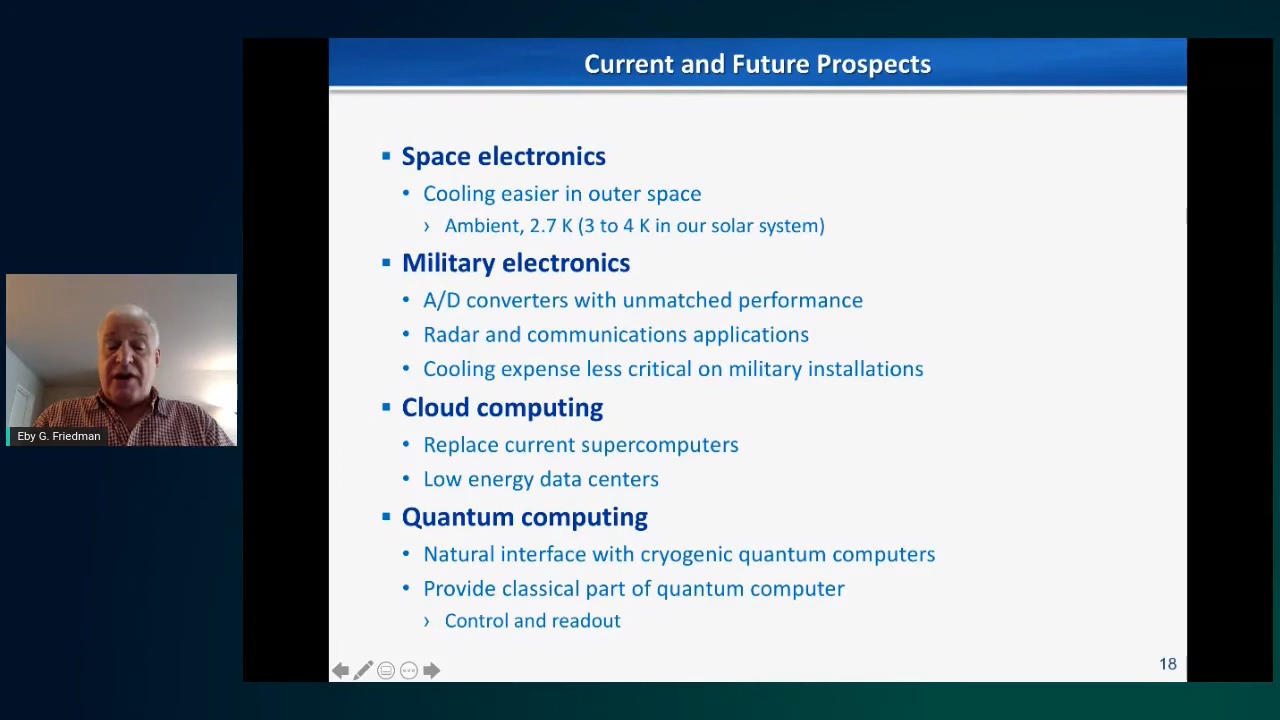 Current and Future Prospects
Space electronics
Cooling easier in outer space
Ambient, 2.7 K (3 to 4 K in our solar system)
Military electronics
A/D converters with unmatched performance
Radar and communications applications
Cooling expense less critical on military installations
Cloud computing
Replace current supercomputers
Low energy data centers
Quantum computing
Natural interface with cryogenic quantum computers
Provide classical part of quantum computer
Control and readout
18
Eby G. Friedman